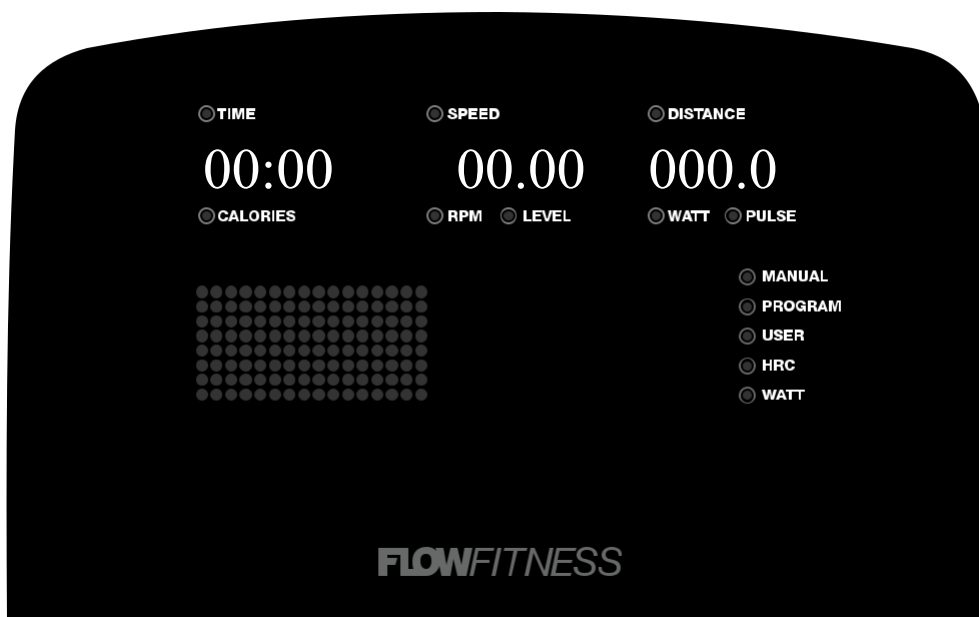 TIME SPEED DISTANCE
00:00 00.00 000.0
CALORIES RPM LEVEL WATT PULSE
MANUAL
PROGRAM
USER
HRC
WATT
FLOWFITNESS